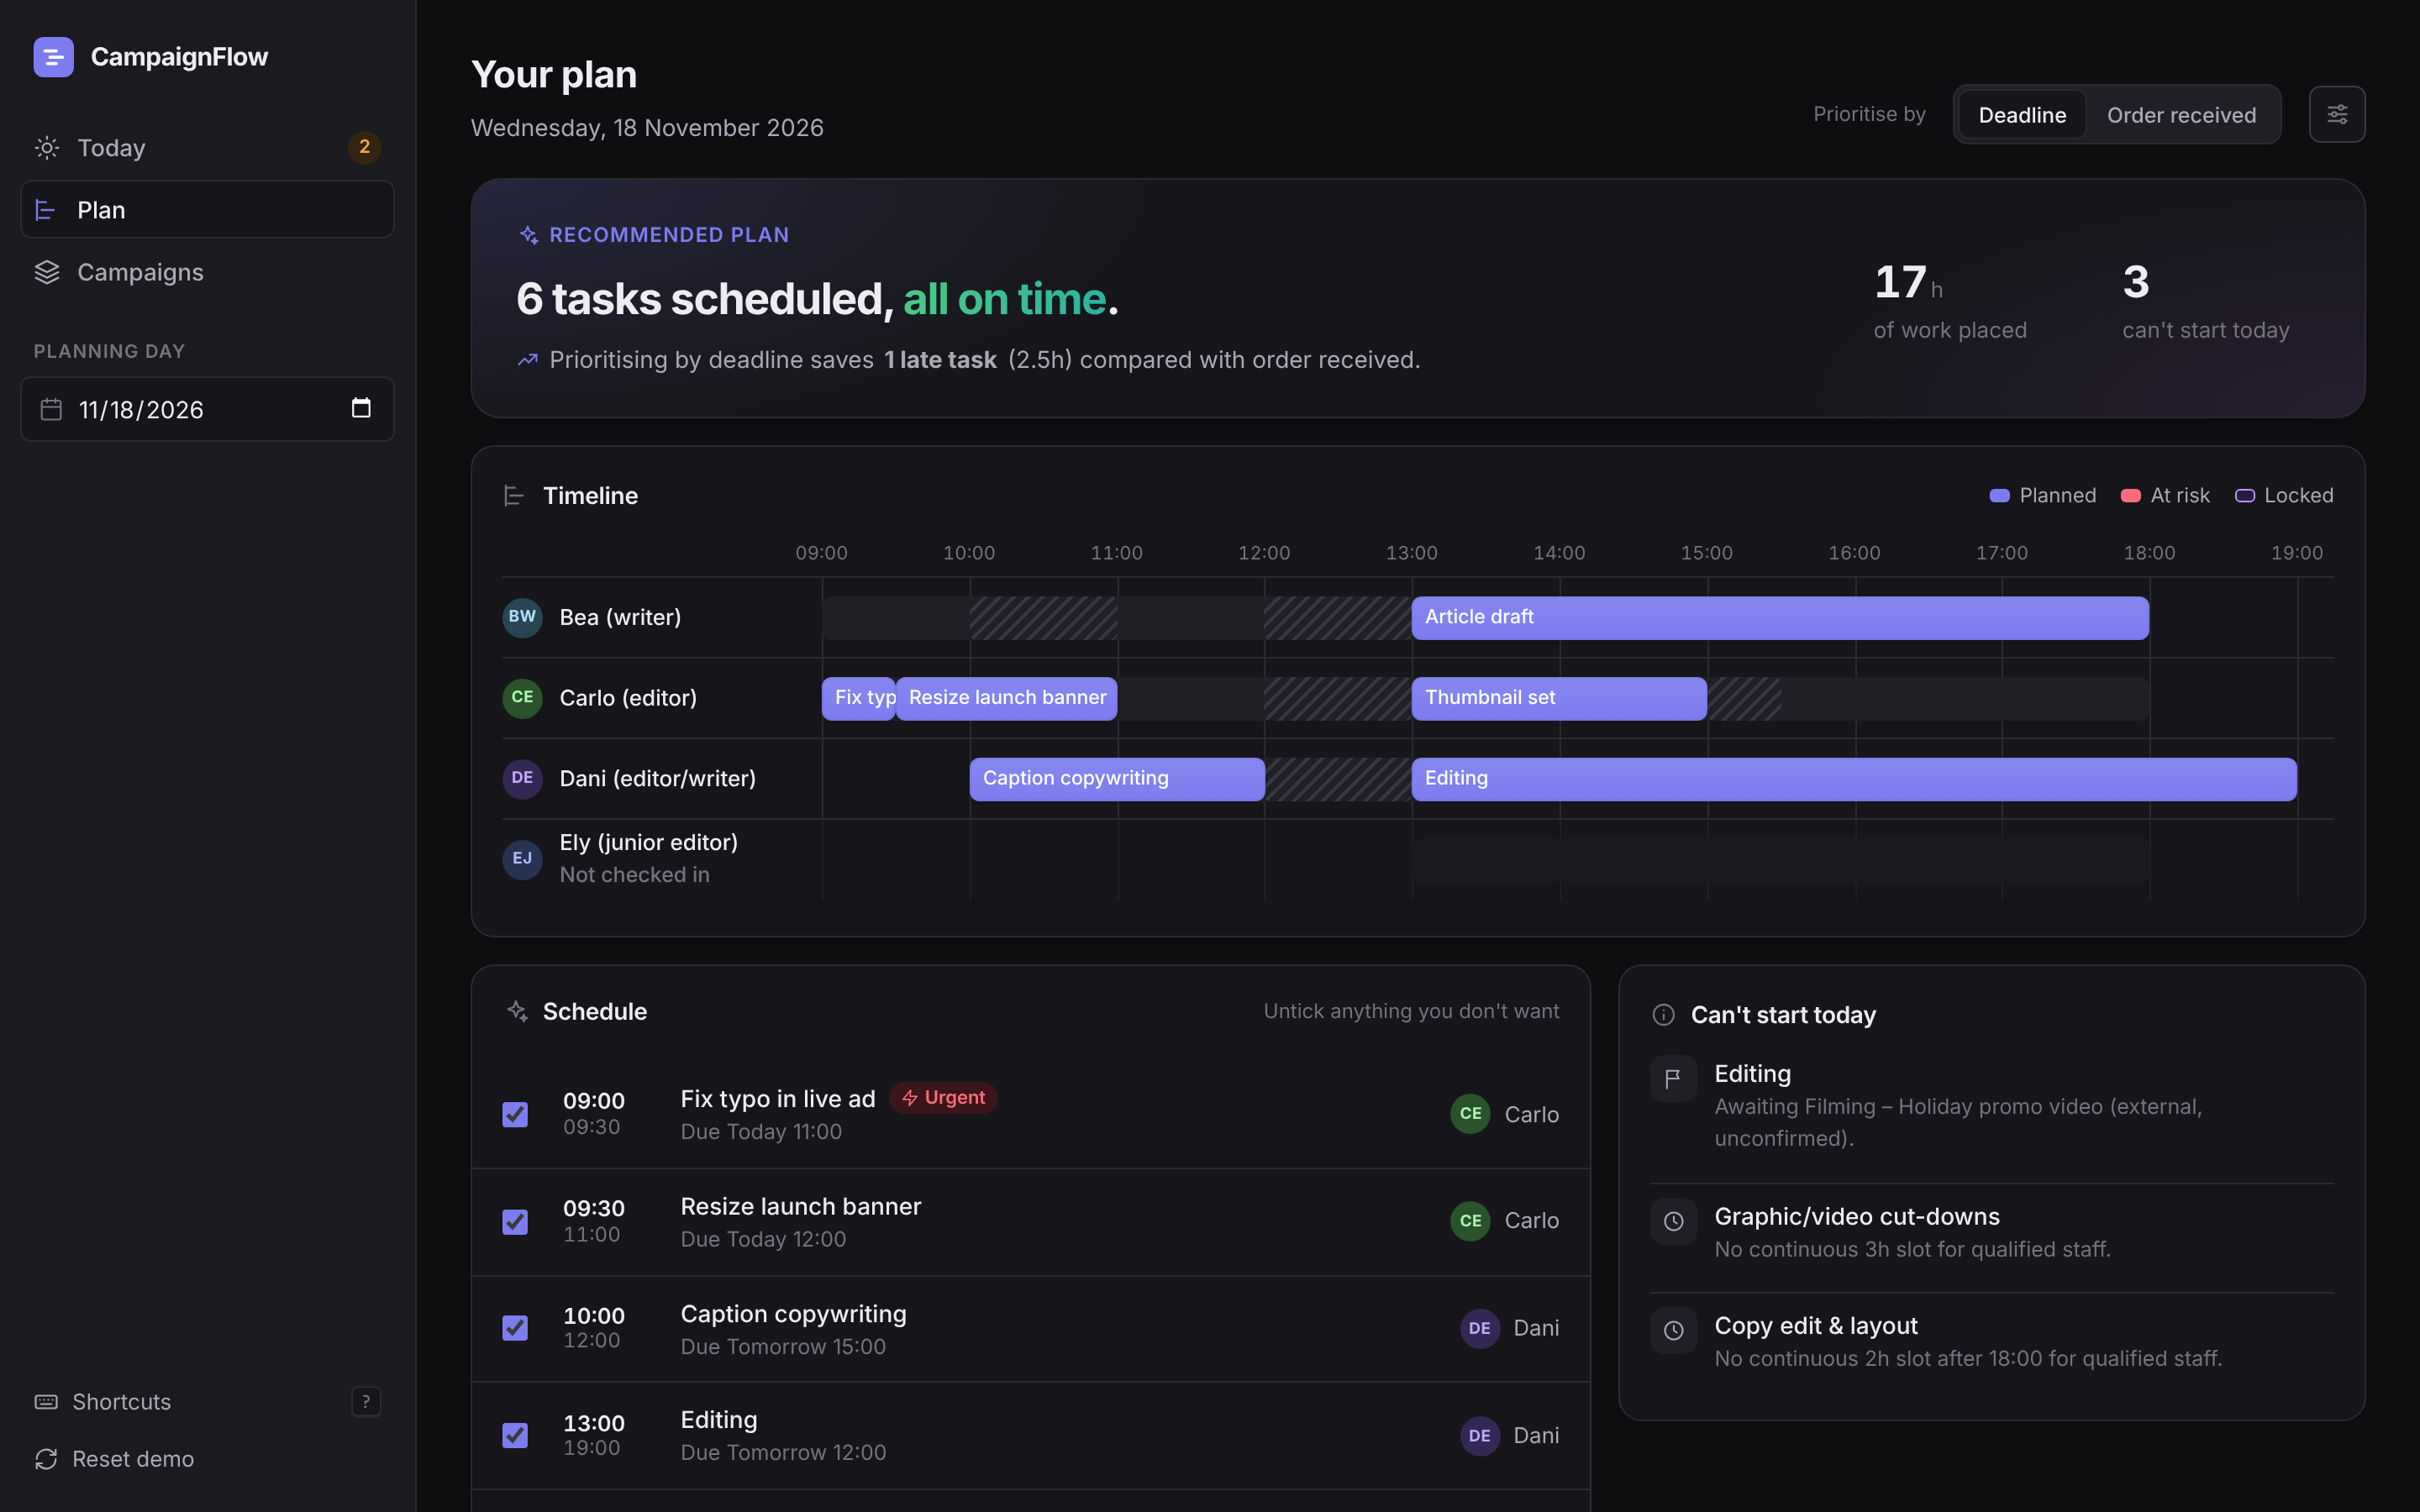 CampaignFlow
Today 2
Plan
Campaigns
PLANNING DAY
11/18/2026
Shortcuts ?
Reset demo
Your plan
Wednesday, 18 November 2026
Prioritise by Deadline Order received
RECOMMENDED PLAN
6 tasks scheduled, all on time.
Prioritising by deadline saves 1 late task (2.5h) compared with order received.
17 h
of work placed
3
can't start today
Timeline
Planned At risk Locked
09:00 10:00 11:00 12:00 13:00 14:00 15:00 16:00 17:00 18:00 19:00
BW Bea (writer) Article draft
CE Carlo (editor) Fix typ Resize launch banner Thumbnail set
DE Dani (editor/writer) Caption copywriting Editing
EJ Ely (junior editor)
Not checked in
Schedule Untick anything you don't want
09:00 Fix typo in live ad Urgent CE Carlo
09:30 Due Today 11:00
09:30 Resize launch banner CE Carlo
11:00 Due Today 12:00
10:00 Caption copywriting DE Dani
12:00 Due Tomorrow 15:00
13:00 Editing DE Dani
19:00 Due Tomorrow 12:00
Can't start today
Editing
Awaiting Filming – Holiday promo video (external,
unconfirmed).
Graphic/video cut-downs
No continuous 3h slot for qualified staff.
Copy edit & layout
No continuous 2h slot after 18:00 for qualified staff.